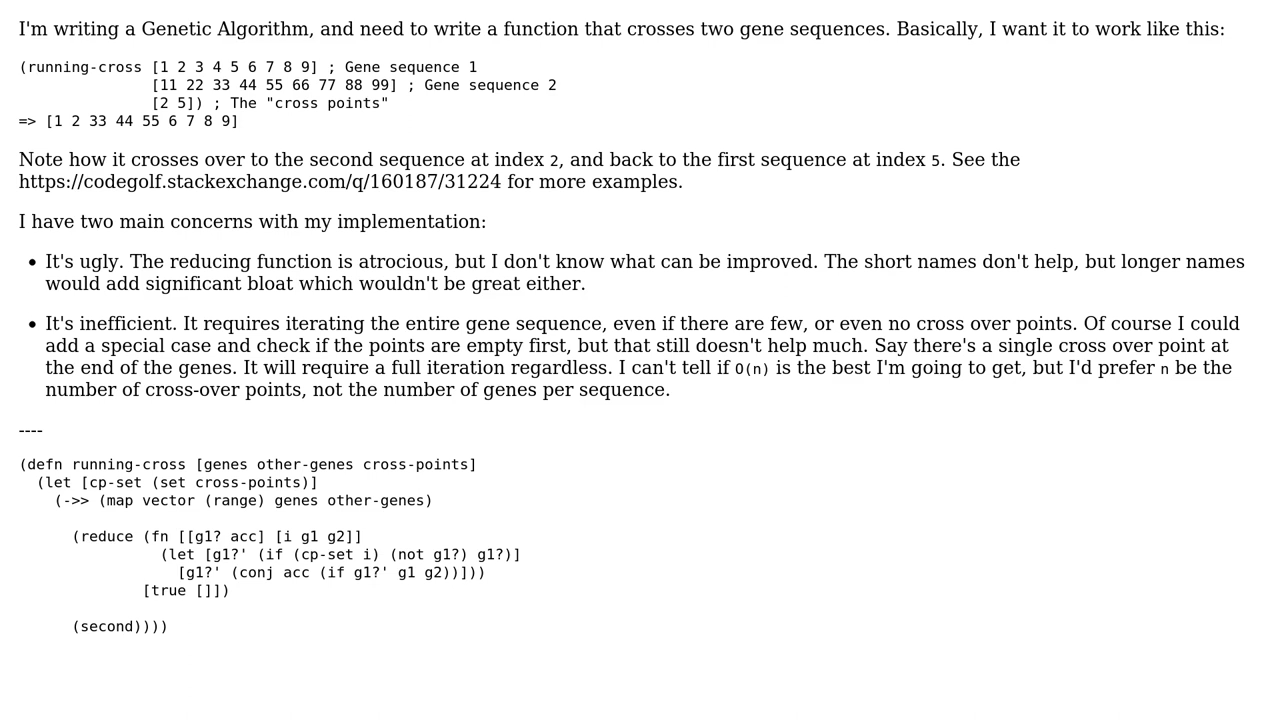 I'm writing a Genetic Algorithm, and need to write a function that crosses two gene sequences. Basically, I want it to work like this:
(running-cross [1 2 3 4 5 6 7 8 9] ; Gene sequence 1
[11 22 33 44 55 66 77 88 99] ; Gene sequence 2
[2 5]) ; The "cross points"
=> [1 2 33 44 55 6 7 8 9]
Note how it crosses over to the second sequence at index 2, and back to the first sequence at index 5. See the
https://codegolf.stackexchange.com/q/160187/31224 for more examples.
I have two main concerns with my implementation:
• It's ugly. The reducing function is atrocious, but I don't know what can be improved. The short names don't help, but longer names
would add significant bloat which wouldn't be great either.
• It's inefficient. It requires iterating the entire gene sequence, even if there are few, or even no cross over points. Of course I could
add a special case and check if the points are empty first, but that still doesn't help much. Say there's a single cross over point at
the end of the genes. It will require a full iteration regardless. I can't tell if O(n) is the best I'm going to get, but I'd prefer n be the
number of cross-over points, not the number of genes per sequence.
----
(defn running-cross [genes other-genes cross-points]
(let [cp-set (set cross-points)]
(->> (map vector (range) genes other-genes)
(reduce (fn [[g1? acc] [i g1 g2]]
(let [g1?' (if (cp-set i) (not g1?) g1?)]
[g1?' (conj acc (if g1?' g1 g2))]))
[true []])
(second))))